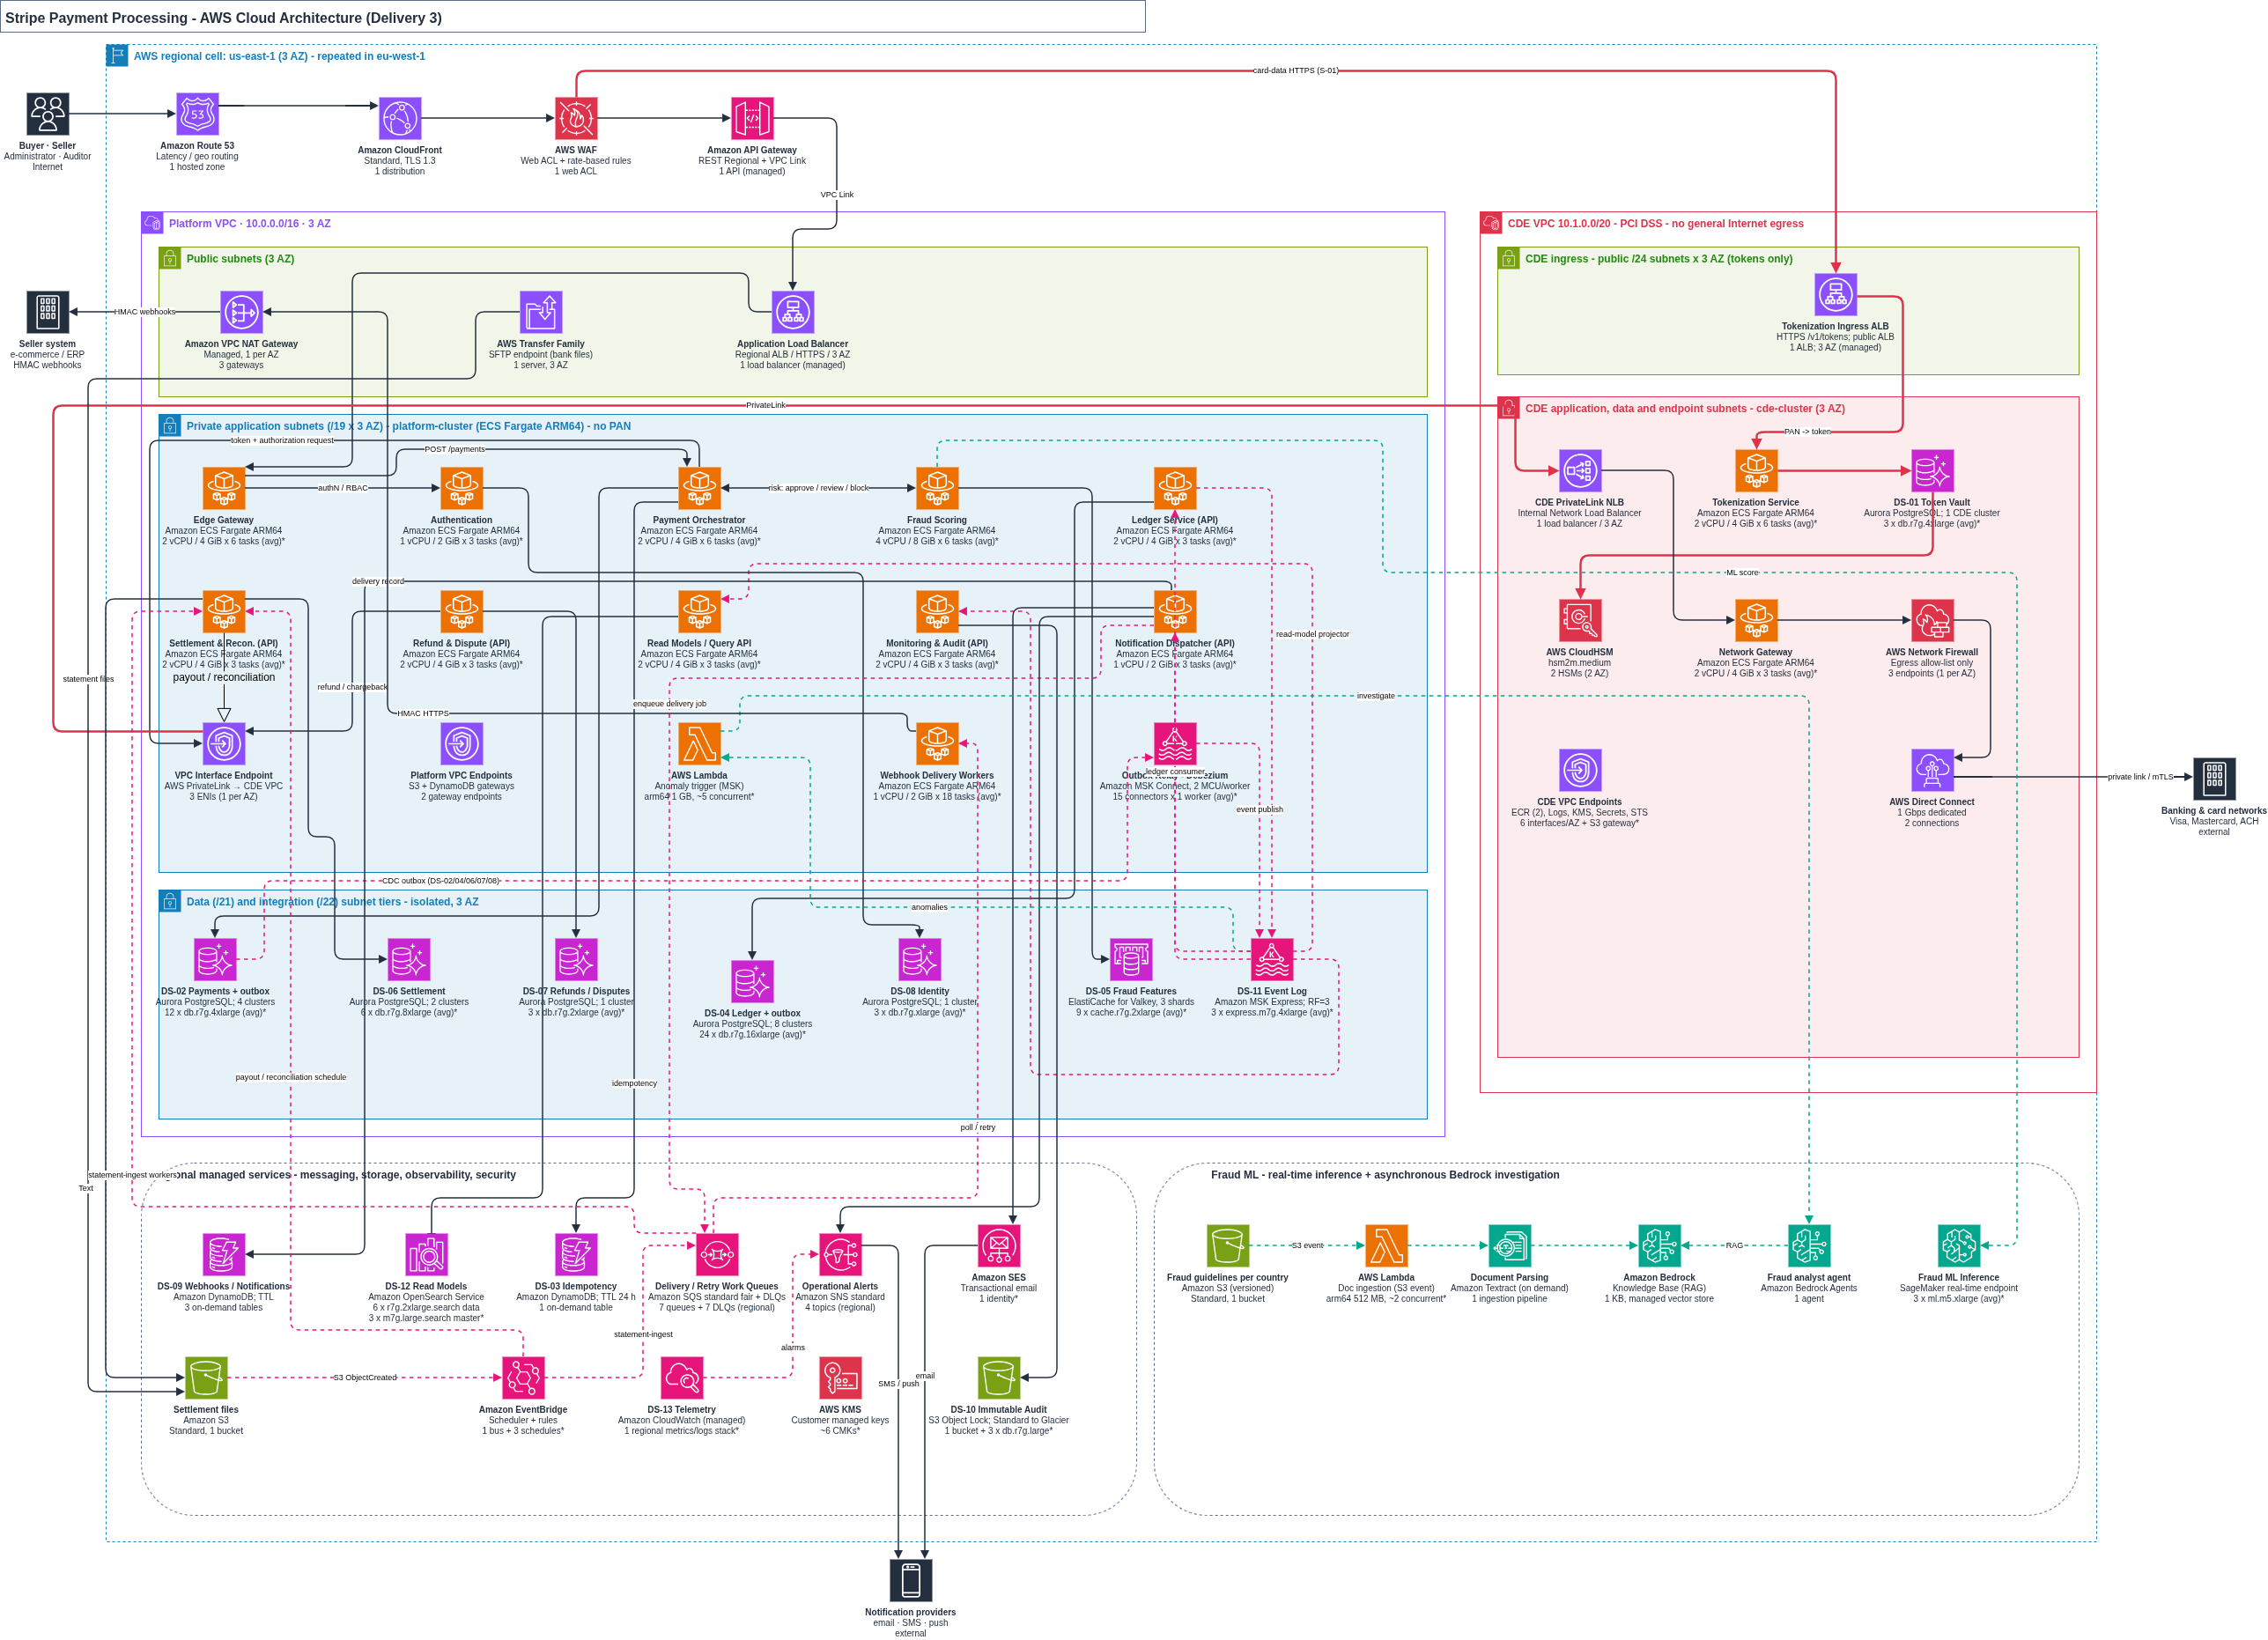 Stripe Payment Processing - AWS Cloud Architecture (Delivery 3)
AWS regional cell: us-east-1 (3 AZ) - repeated in eu-west-1
card-data HTTPS (S-01)
Buyer · Seller
Administrator · Auditor
Internet
53
Amazon Route 53
Latency / geo routing
1 hosted zone
Amazon CloudFront
Standard, TLS 1.3
1 distribution
AWS WAF
Web ACL + rate-based rules
1 web ACL
Amazon API Gateway
REST Regional + VPC Link
1 API (managed)
VPC Link
Platform VPC · 10.0.0.0/16 · 3 AZ
Public subnets (3 AZ)
HMAC webhooks
Seller system
e-commerce / ERP
HMAC webhooks
Amazon VPC NAT Gateway
Managed, 1 per AZ
3 gateways
AWS Transfer Family
SFTP endpoint (bank files)
1 server, 3 AZ
Application Load Balancer
Regional ALB / HTTPS / 3 AZ
1 load balancer (managed)
CDE VPC 10.1.0.0/20 - PCI DSS - no general Internet egress
CDE ingress - public /24 subnets x 3 AZ (tokens only)
Tokenization Ingress ALB
HTTPS /v1/tokens; public ALB
1 ALB; 3 AZ (managed)
PrivateLink
Private application subnets (/19 x 3 AZ) - platform-cluster (ECS Fargate ARM64) - no PAN
token + authorization request
POST /payments
authN / RBAC
risk: approve / review / block
Edge Gateway
Amazon ECS Fargate ARM64
2 vCPU / 4 GiB x 6 tasks (avg)*
Authentication
Amazon ECS Fargate ARM64
1 vCPU / 2 GiB x 3 tasks (avg)*
Payment Orchestrator
Amazon ECS Fargate ARM64
2 vCPU / 4 GiB x 6 tasks (avg)*
Fraud Scoring
Amazon ECS Fargate ARM64
4 vCPU / 8 GiB x 6 tasks (avg)*
Ledger Service (API)
Amazon ECS Fargate ARM64
2 vCPU / 4 GiB x 3 tasks (avg)*
CDE application, data and endpoint subnets - cde-cluster (3 AZ)
PAN -> token
CDE PrivateLink NLB
Internal Network Load Balancer
1 load balancer / 3 AZ
Tokenization Service
Amazon ECS Fargate ARM64
2 vCPU / 4 GiB x 6 tasks (avg)*
DS-01 Token Vault
Aurora PostgreSQL; 1 CDE cluster
3 x db.r7g.4xlarge (avg)*
ML score
delivery record
Settlement & Recon. (API)
Amazon ECS Fargate ARM64
2 vCPU / 4 GiB x 3 tasks (avg)*
payout / reconciliation
Refund & Dispute (API)
Amazon ECS Fargate ARM64
2 vCPU / 4 GiB x 3 tasks (avg)*
Read Models / Query API
Amazon ECS Fargate ARM64
2 vCPU / 4 GiB x 3 tasks (avg)*
Monitoring & Audit (API)
Amazon ECS Fargate ARM64
2 vCPU / 4 GiB x 3 tasks (avg)*
Notification Dispatcher (API)
Amazon ECS Fargate ARM64
1 vCPU / 2 GiB x 3 tasks (avg)*
read-model projector
AWS CloudHSM
hsm2m.medium
2 HSMs (2 AZ)
Network Gateway
Amazon ECS Fargate ARM64
2 vCPU / 4 GiB x 3 tasks (avg)*
AWS Network Firewall
Egress allow-list only
3 endpoints (1 per AZ)
statement files
refund / chargeback
investigate
enqueue delivery job
HMAC HTTPS
VPC Interface Endpoint
AWS PrivateLink → CDE VPC
3 ENIs (1 per AZ)
Platform VPC Endpoints
S3 + DynamoDB gateways
2 gateway endpoints
AWS Lambda
Anomaly trigger (MSK)
arm64 1 GB, ~5 concurrent*
Webhook Delivery Workers
Amazon ECS Fargate ARM64
1 vCPU / 2 GiB x 18 tasks (avg)*
ledger consumer
Outbox Relay - Debezium
Amazon MSK Connect, 2 MCU/worker
15 connectors x 1 worker (avg)*
event publish
CDE VPC Endpoints
ECR (2), Logs, KMS, Secrets, STS
6 interfaces/AZ + S3 gateway*
AWS Direct Connect
1 Gbps dedicated
2 connections
private link / mTLS
Banking & card networks
Visa, Mastercard, ACH
external
CDC outbox (DS-02/04/06/07/08)
Data (/21) and integration (/22) subnet tiers - isolated, 3 AZ
anomalies
DS-02 Payments + outbox
Aurora PostgreSQL; 4 clusters
12 x db.r7g.4xlarge (avg)*
DS-06 Settlement
Aurora PostgreSQL; 2 clusters
6 x db.r7g.8xlarge (avg)*
DS-07 Refunds / Disputes
Aurora PostgreSQL; 1 cluster
3 x db.r7g.2xlarge (avg)*
DS-04 Ledger + outbox
Aurora PostgreSQL; 8 clusters
24 x db.r7g.16xlarge (avg)*
DS-08 Identity
Aurora PostgreSQL; 1 cluster
3 x db.r7g.xlarge (avg)*
DS-05 Fraud Features
ElastiCache for Valkey, 3 shards
9 x cache.r7g.2xlarge (avg)*
DS-11 Event Log
Amazon MSK Express; RF=3
3 x express.m7g.4xlarge (avg)*
payout / reconciliation schedule
idempotency
poll / retry
statement-ingest workers
onal managed services - messaging, storage, observability, security
Text
Fraud ML - real-time inference + asynchronous Bedrock investigation
DS-09 Webhooks / Notifications
Amazon DynamoDB; TTL
3 on-demand tables
DS-12 Read Models
Amazon OpenSearch Service
6 x r7g.2xlarge.search data
3 x m7g.large.search master*
DS-03 Idempotency
Amazon DynamoDB; TTL 24 h
1 on-demand table
Delivery / Retry Work Queues
Amazon SQS standard fair + DLQs
7 queues + 7 DLQs (regional)
Operational Alerts
Amazon SNS standard
4 topics (regional)
Amazon SES
Transactional email
1 identity*
S3 event
RAG
Fraud guidelines per country
Amazon S3 (versioned)
Standard, 1 bucket
AWS Lambda
Doc ingestion (S3 event)
arm64 512 MB, ~2 concurrent*
Document Parsing
Amazon Textract (on demand)
1 ingestion pipeline
Amazon Bedrock
Knowledge Base (RAG)
1 KB, managed vector store
Fraud analyst agent
Amazon Bedrock Agents
1 agent
Fraud ML Inference
SageMaker real-time endpoint
3 x ml.m5.xlarge (avg)*
statement-ingest
alarms
S3 ObjectCreated
SMS / push
email
Settlement files
Amazon S3
Standard, 1 bucket
Amazon EventBridge
Scheduler + rules
1 bus + 3 schedules*
DS-13 Telemetry
Amazon CloudWatch (managed)
1 regional metrics/logs stack*
AWS KMS
Customer managed keys
~6 CMKs*
DS-10 Immutable Audit
S3 Object Lock; Standard to Glacier
1 bucket + 3 x db.r7g.large*
Notification providers
email · SMS · push
external